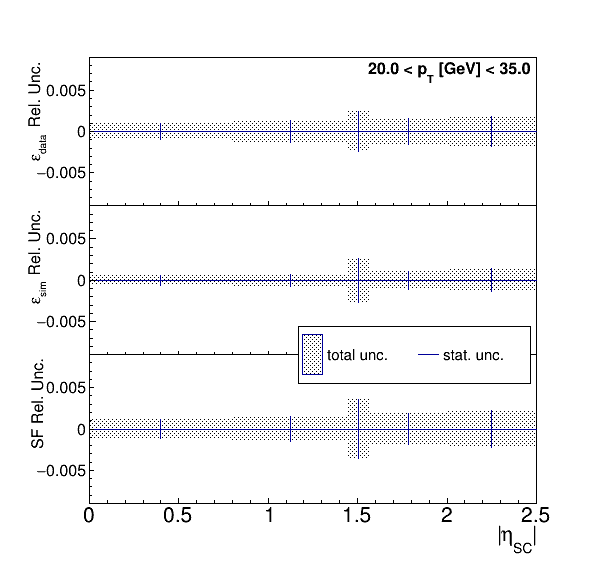 20.0 < p_T [GeV] < 35.0
ε_data Rel. Unc.
0.005
0
−0.005
ε_sim Rel. Unc.
0.005
0
−0.005
total unc.
stat. unc.
SF Rel. Unc.
0.005
0
−0.005
0 0.5 1 1.5 2 2.5
|η_SC|